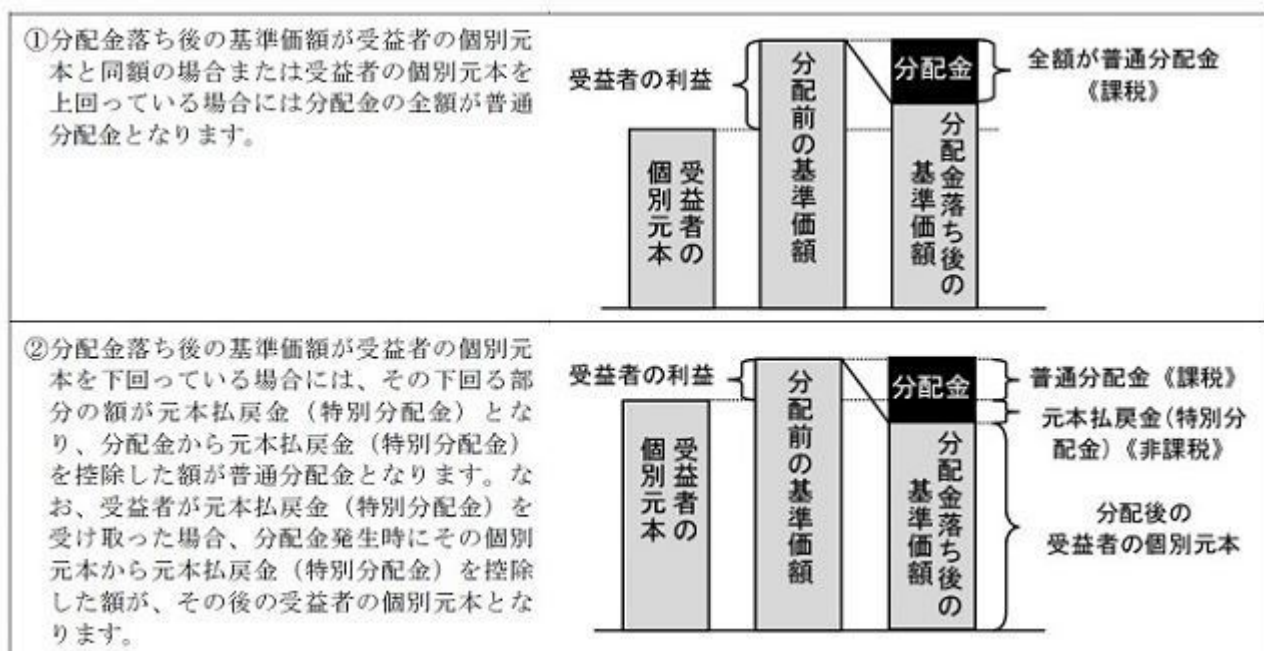 ①分配金落ち後の基準価額が受益者の個別元
本と同額の場合または受益者の個別元本を
上回っている場合には分配金の全額が普通
分配金となります。
受益者の利益
受益者の
個別元本
分配前の基準価額
分配金
分配金落ち後の
基準価額
全額が普通分配金
《課税》
②分配金落ち後の基準価額が受益者の個別元
本を下回っている場合には、その下回る部
分の額が元本払戻金（特別分配金）とな
り、分配金から元本払戻金（特別分配金）
を控除した額が普通分配金となります。な
お、受益者が元本払戻金（特別分配金）を
受け取った場合、分配金発生時にその個別
元本から元本払戻金（特別分配金）を控除
した額が、その後の受益者の個別元本とな
ります。
受益者の利益
受益者の
個別元本
分配前の基準価額
分配金
分配金落ち後の
基準価額
普通分配金《課税》
元本払戻金（特別分
配金）《非課税》
分配後の
受益者の個別元本